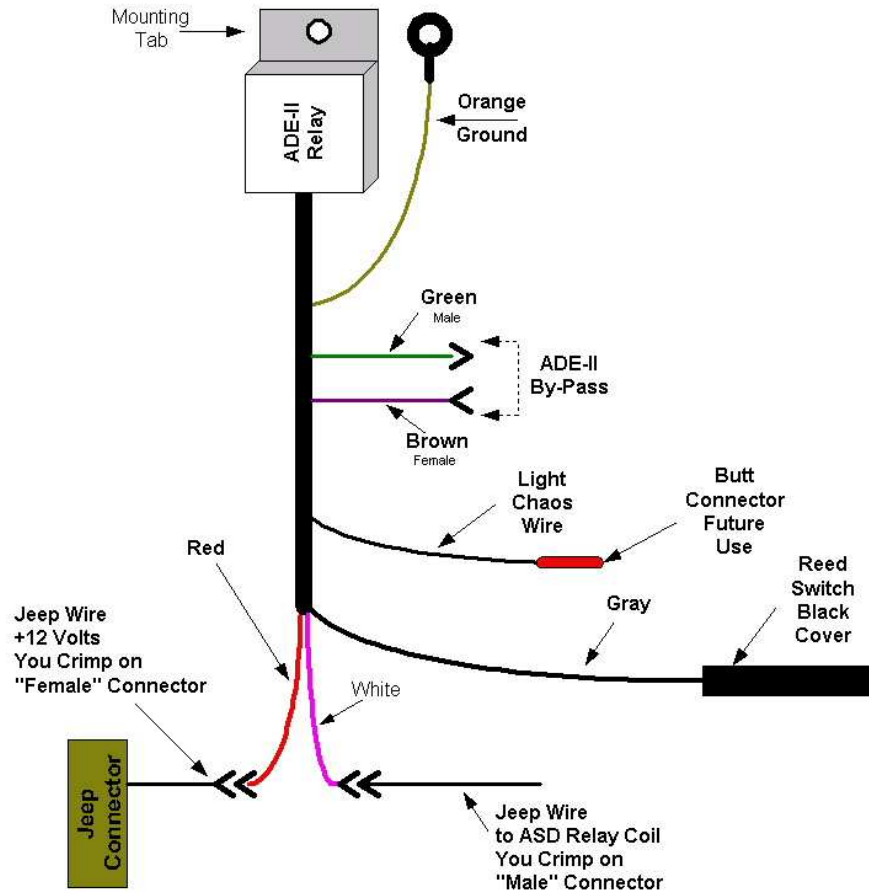 Mounting
Tab
ADE-II
Relay
Orange
Ground
Green
Male
ADE-II
By-Pass
Brown
Female
Light
Chaos
Wire
Butt
Connector
Future
Use
Red
Reed
Switch
Black
Cover
Gray
Jeep Wire
+12 Volts
You Crimp on
"Female" Connector
White
Jeep
Connector
Jeep Wire
to ASD Relay Coil
You Crimp on
"Male" Connector